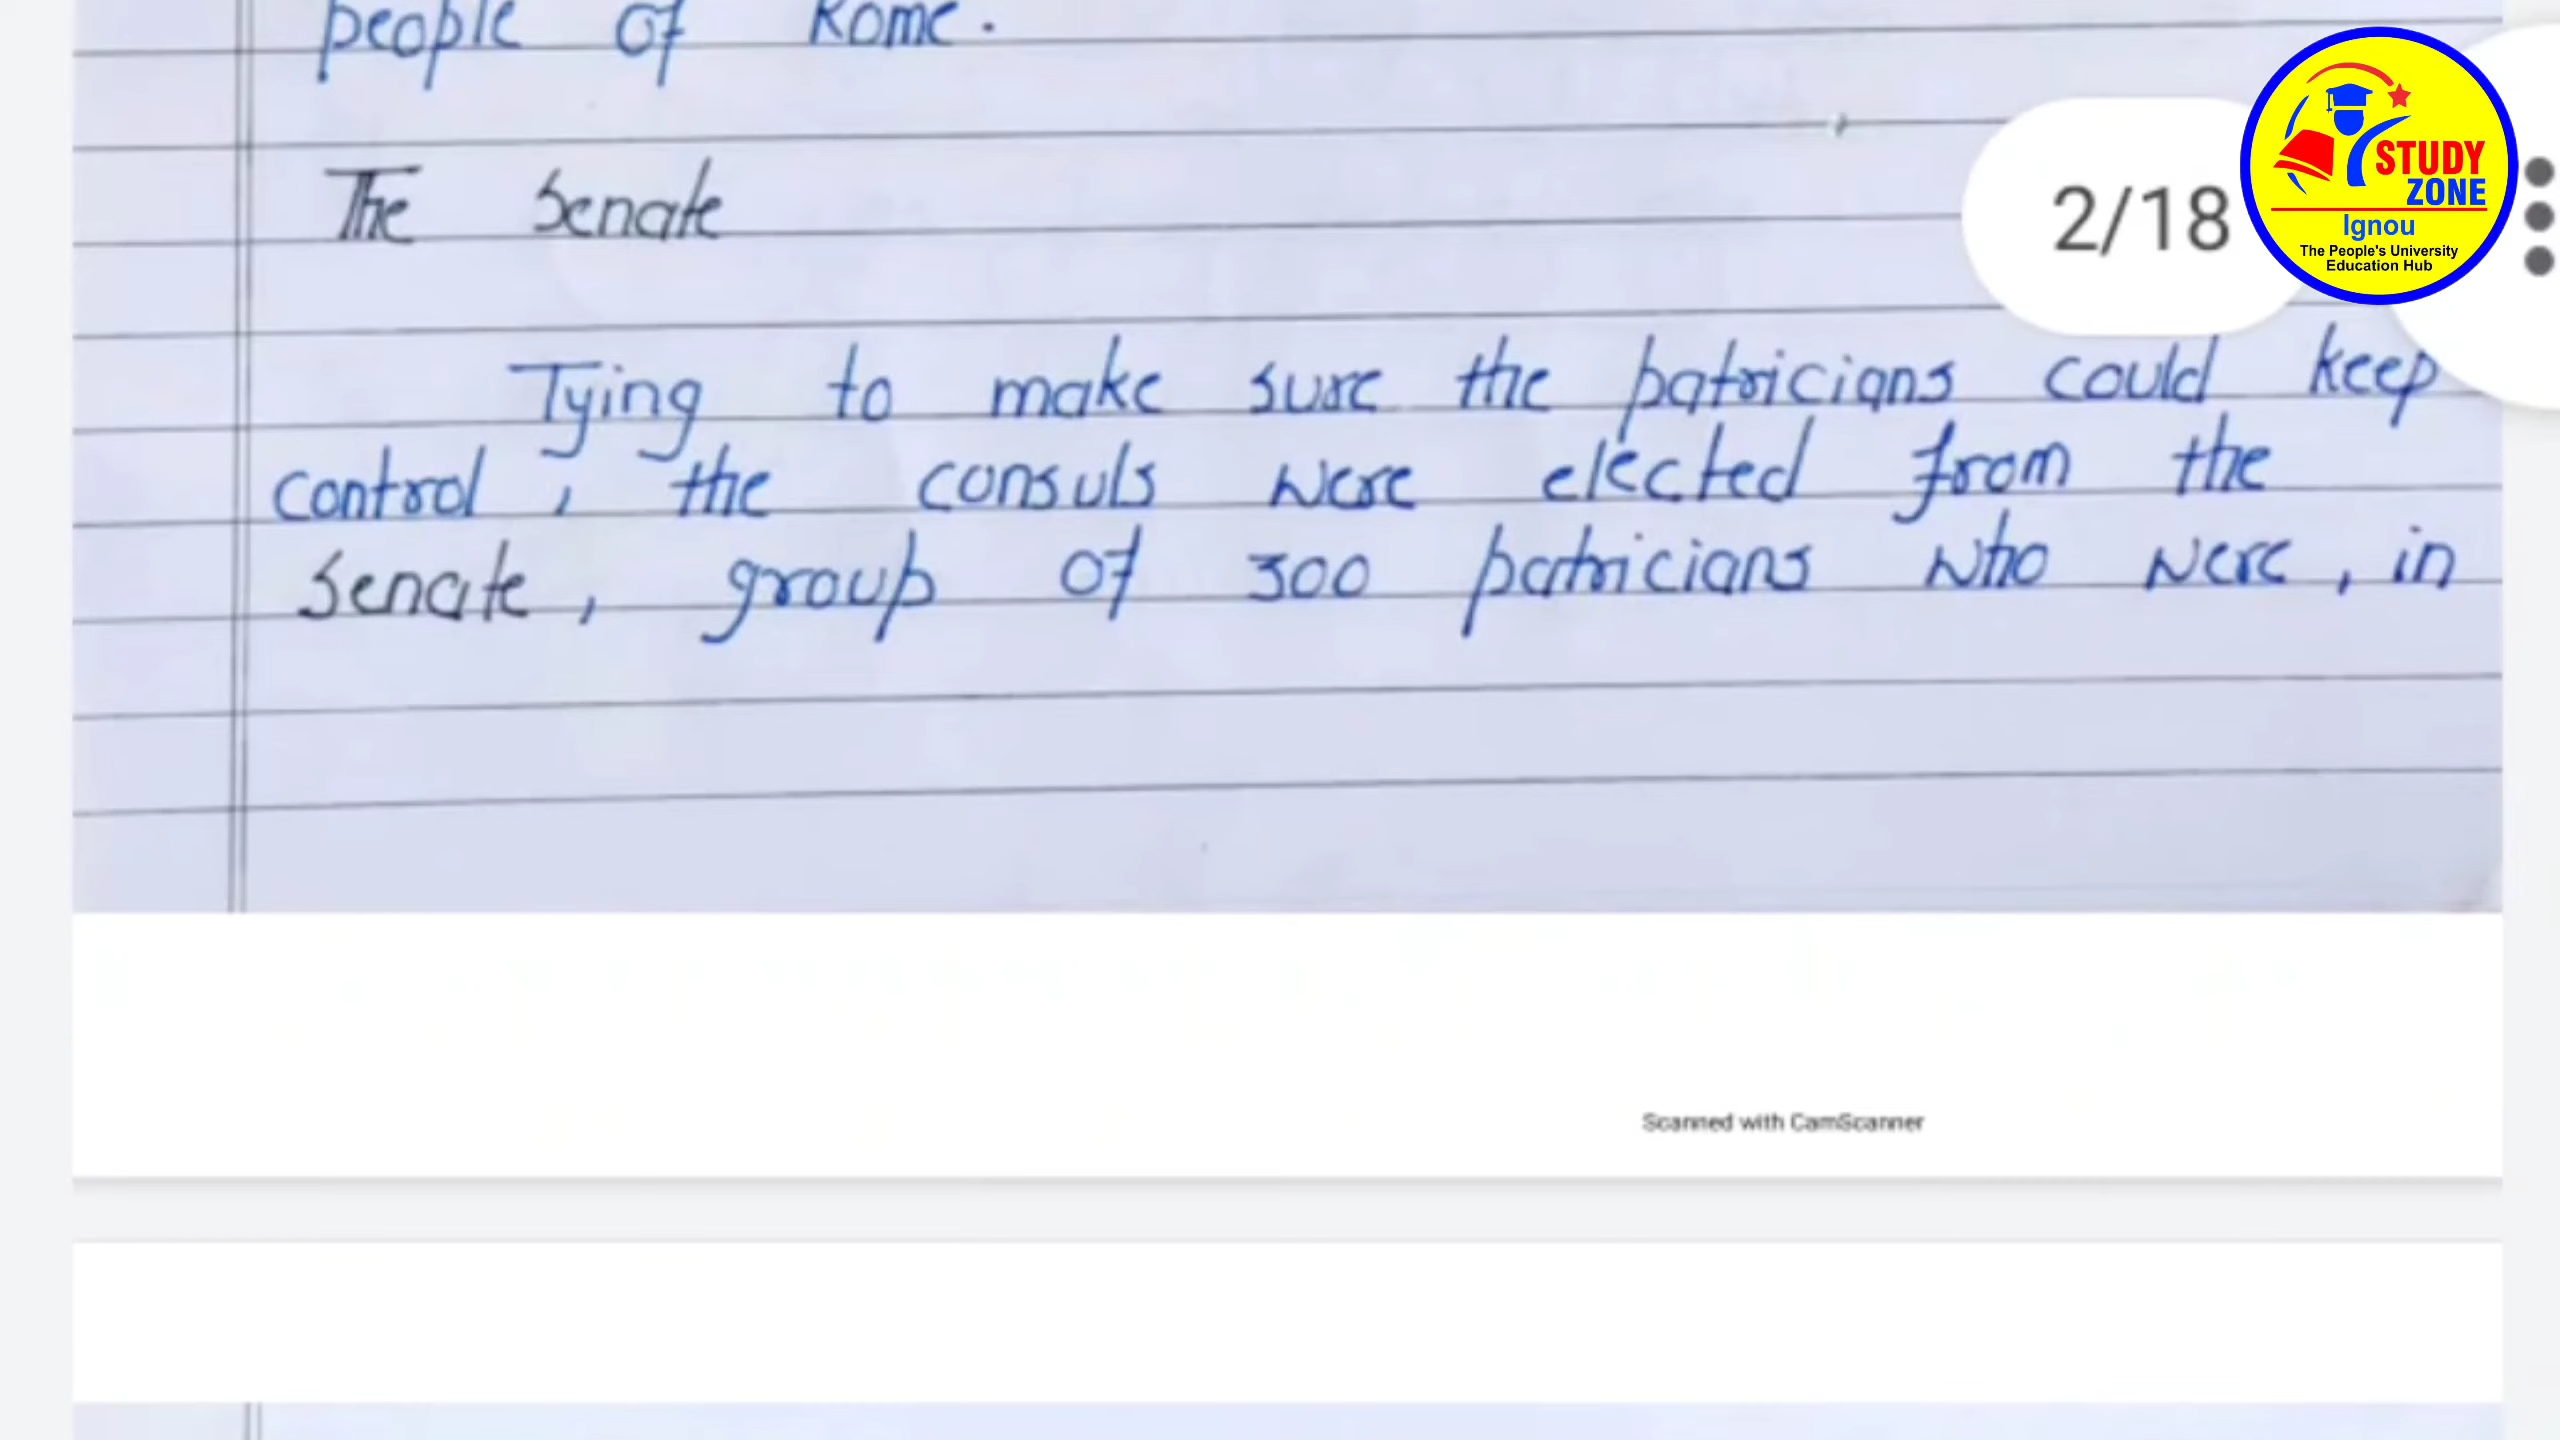 people of Rome.
The Senate
2/18
STUDY
ZONE
Ignou
The People's University
Education Hub
Tying to make sure the patricians could keep
control, the consuls were elected from the
Senate, group of 300 patricians who were, in
Scanned with CamScanner